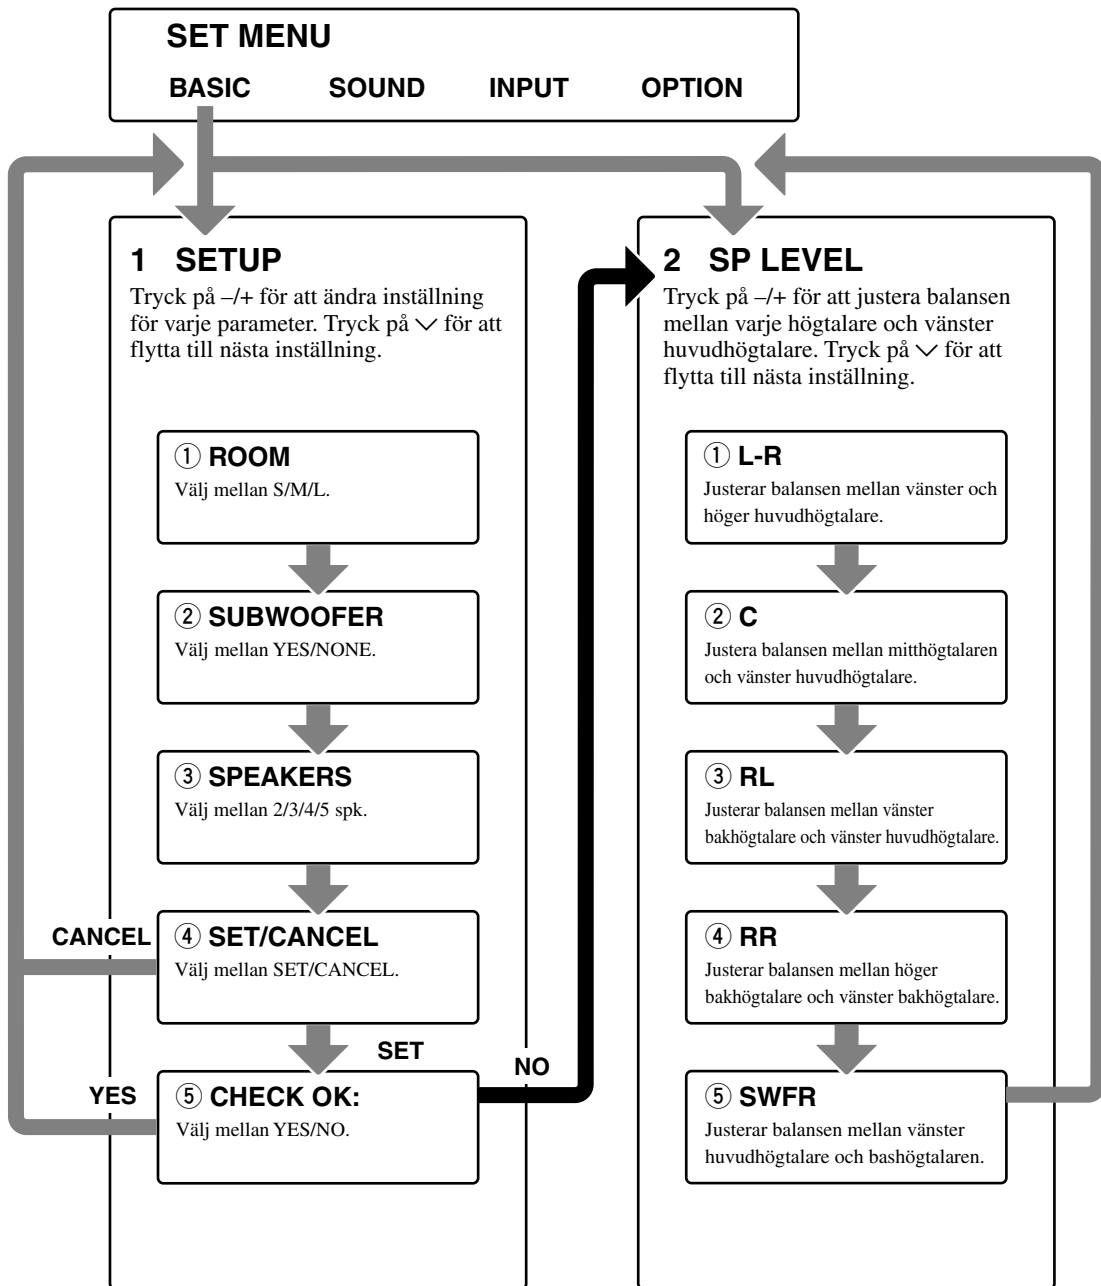 SET MENU
BASIC SOUND INPUT OPTION
1 SETUP
Tryck på –/+ för att ändra inställning
för varje parameter. Tryck på ﹀ för att
flytta till nästa inställning.
① ROOM
Välj mellan S/M/L.
② SUBWOOFER
Välj mellan YES/NONE.
③ SPEAKERS
Välj mellan 2/3/4/5 spk.
CANCEL
④ SET/CANCEL
Välj mellan SET/CANCEL.
SET
NO
YES
⑤ CHECK OK:
Välj mellan YES/NO.
2 SP LEVEL
Tryck på –/+ för att justera balansen
mellan varje högtalare och vänster
huvudhögtalare. Tryck på ﹀ för att
flytta till nästa inställning.
① L-R
Justerar balansen mellan vänster och
höger huvudhögtalare.
② C
Justera balansen mellan mitthögtalaren
och vänster huvudhögtalare.
③ RL
Justerar balansen mellan vänster
bakhögtalare och vänster huvudhögtalare.
④ RR
Justerar balansen mellan höger
bakhögtalare och vänster bakhögtalare.
⑤ SWFR
Justerar balansen mellan vänster
huvudhögtalare och bashögtalaren.